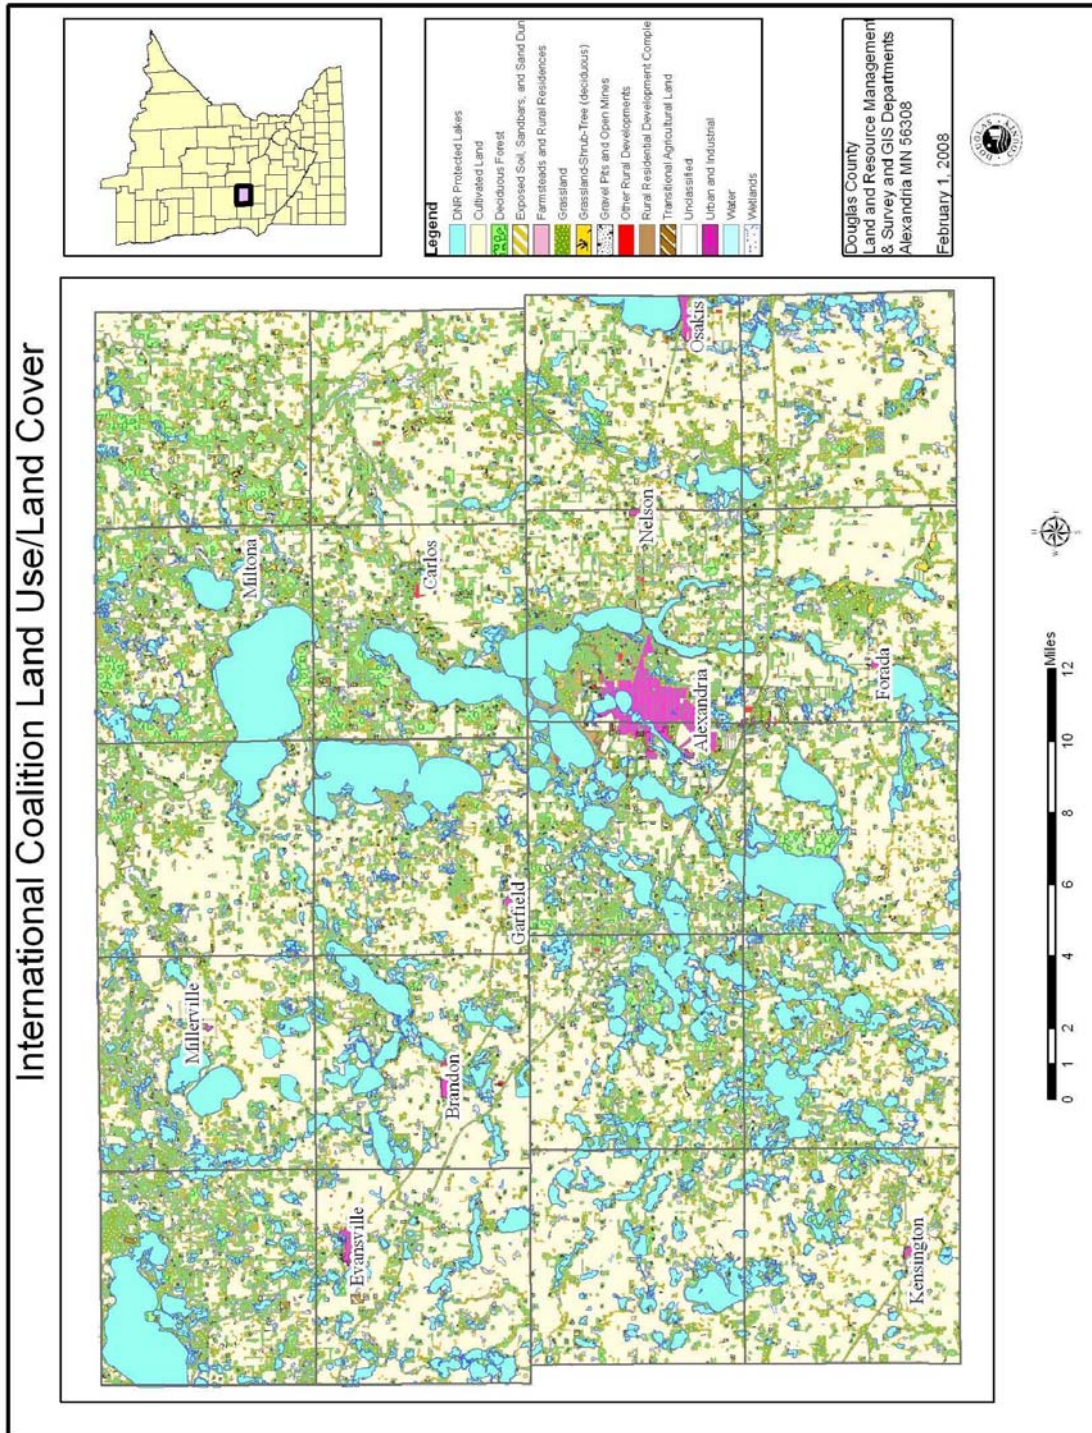 International Coalition Land Use/Land Cover
Millerville
Miltona
Evansville
Brandon
Garfield
Carlos
Alexandria
Nelson
Osakis
Kensington
Forada
0 1 2 4 6 8 10 12
Miles
N
W
S
Legend
DNR Protected Lakes
Cultivated Land
Deciduous Forest
Exposed Soil, Sandbars, and Sand Dun
Farmsteads and Rural Residences
Grassland
Grassland-Shrub-Tree (deciduous)
Gravel Pits and Open Mines
Other Rural Developments
Rural Residential Development Comple
Transitional Agricultural Land
Unclassified
Urban and Industrial
Water
Wetlands
Douglas County
Land and Resource Management
& Survey and GIS Departments
Alexandria MN 56308
February 1, 2008
DOUGLAS COUNTY